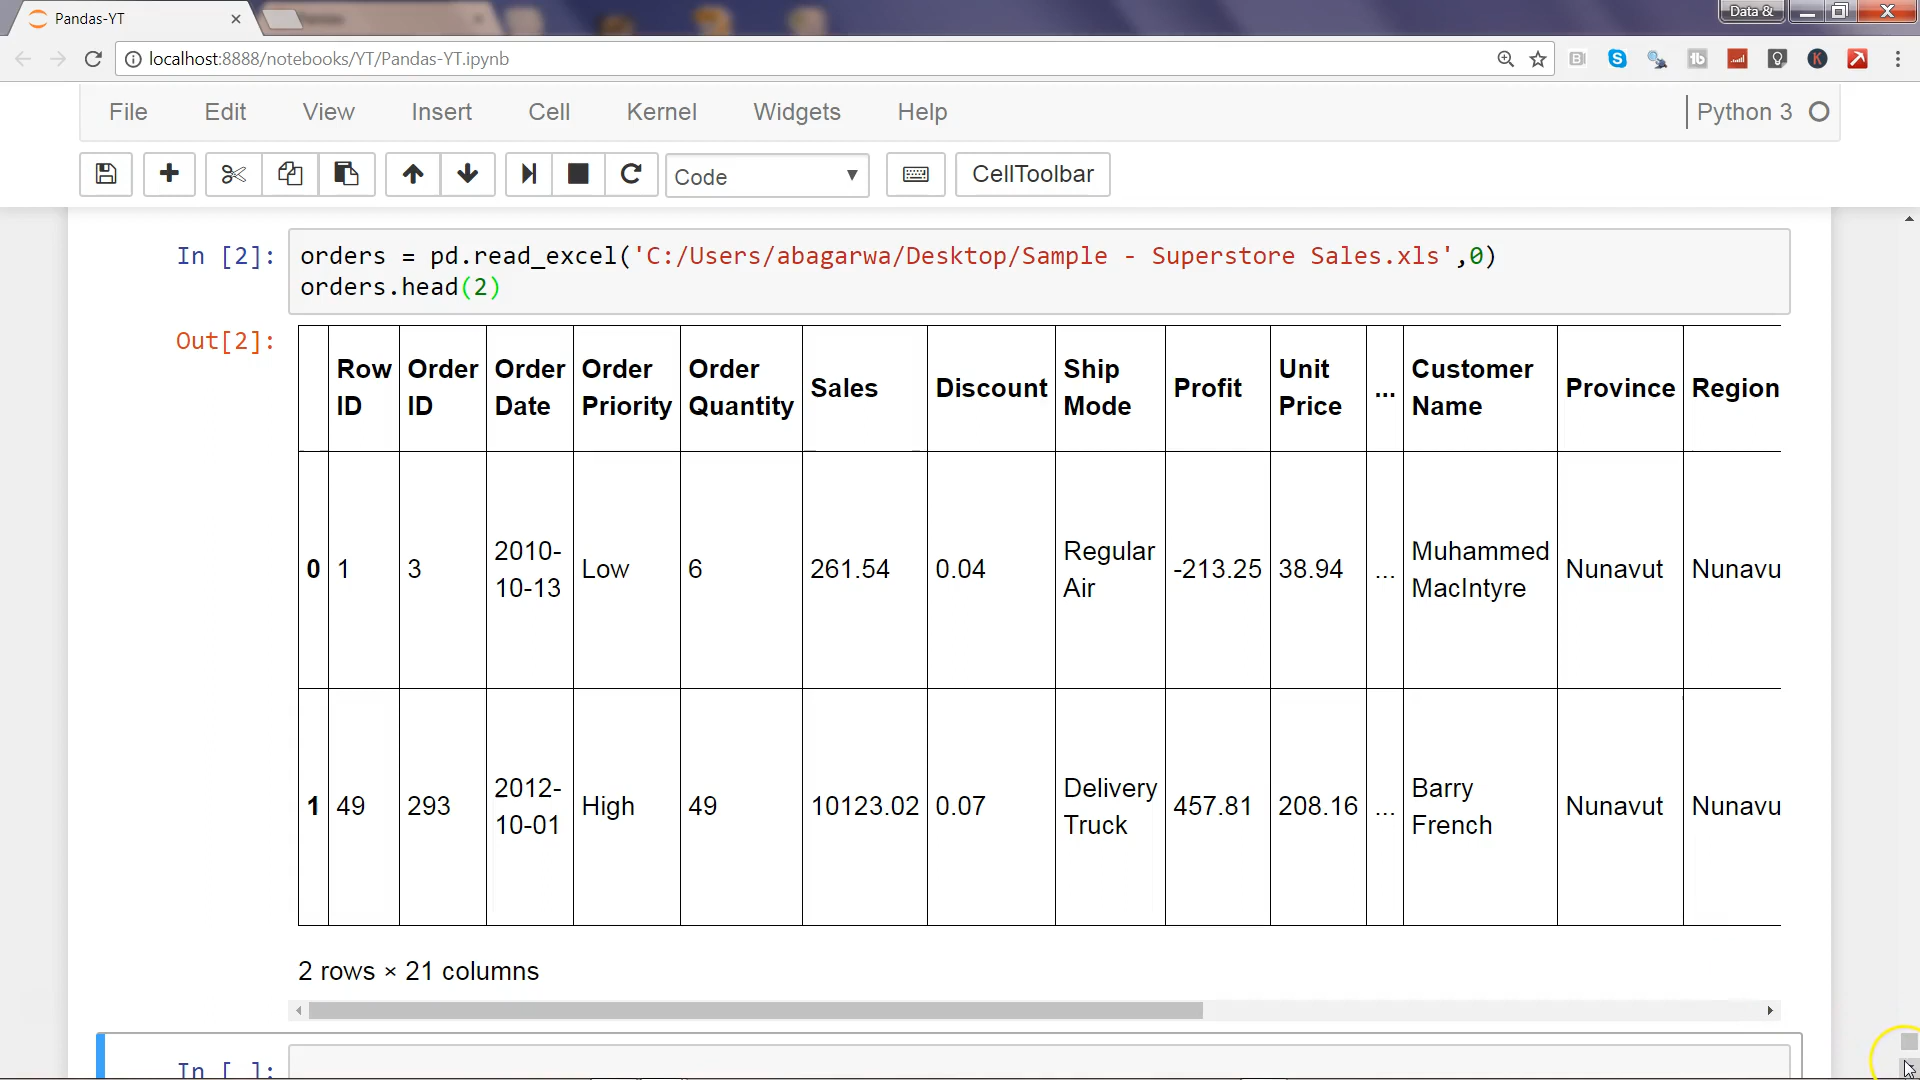 Pandas-YT
Data &
localhost:8888/notebooks/YT/Pandas-YT.ipynb
File Edit View Insert Cell Kernel Widgets Help Python 3
Code CellToolbar
In [2]: orders = pd.read_excel('C:/Users/abagarwa/Desktop/Sample - Superstore Sales.xls',0)
orders.head(2)
Out[2]:
Row ID Order ID Order Date Order Priority Order Quantity Sales Discount Ship Mode Profit Unit Price ... Customer Name Province Region
0 1 3 2010-10-13 Low 6 261.54 0.04 Regular Air -213.25 38.94 ... Muhammed MacIntyre Nunavut Nunavu
1 49 293 2012-10-01 High 49 10123.02 0.07 Delivery Truck 457.81 208.16 ... Barry French Nunavut Nunavu
2 rows × 21 columns
In [ ]: